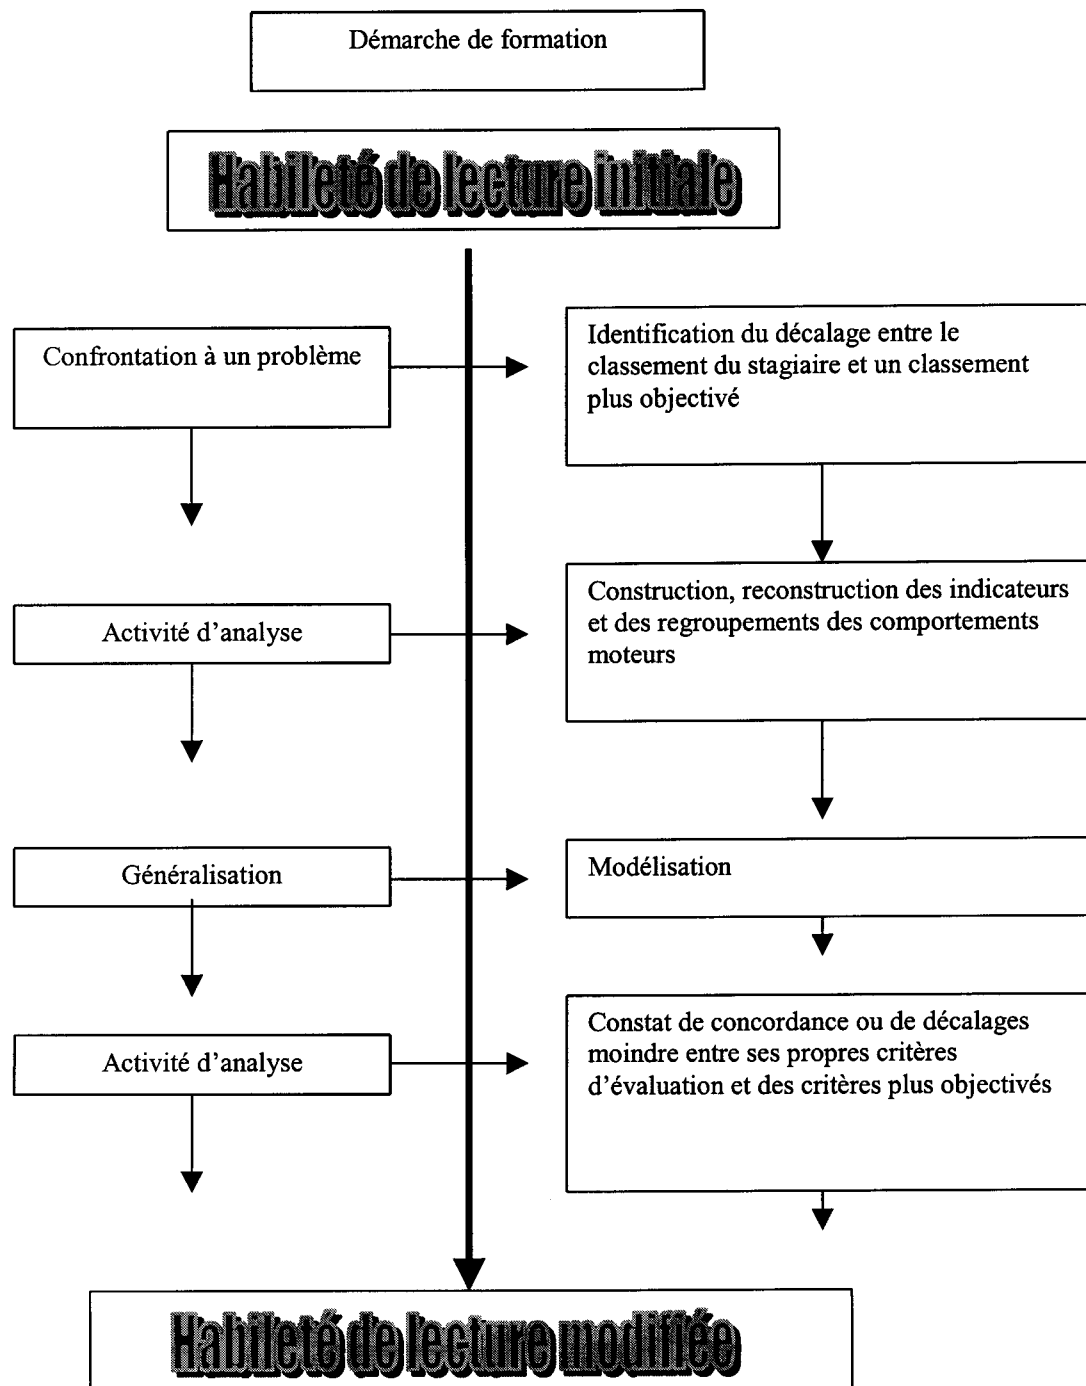 Démarche de formation
Habileté de lecture initiale
Confrontation à un problème
Identification du décalage entre le
classement du stagiaire et un classement
plus objectivé
Activité d'analyse
Construction, reconstruction des indicateurs
et des regroupements des comportements
moteurs
Généralisation
Modélisation
Activité d'analyse
Constat de concordance ou de décalages
moindre entre ses propres critères
d'évaluation et des critères plus objectivés
Habileté de lecture modifiée